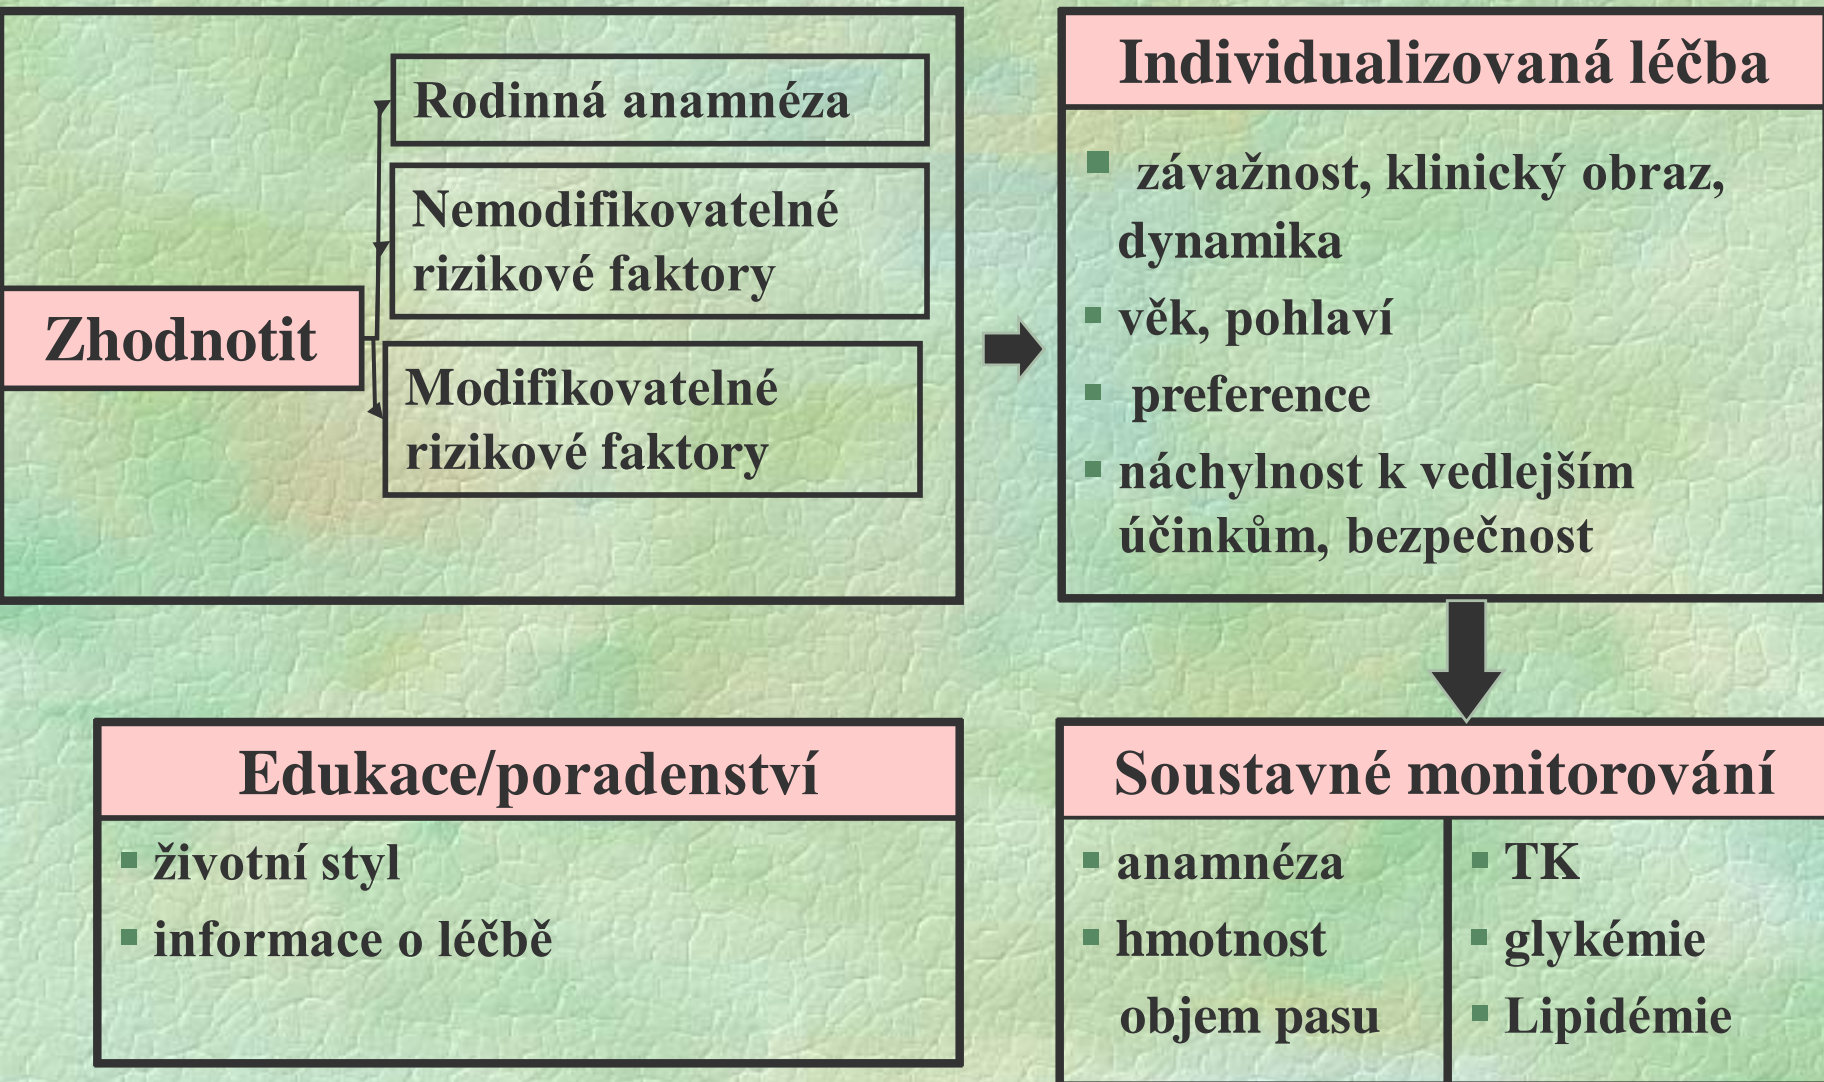 Zhodnotit
Rodinná anamnéza
Nemodifikovatelné
rizikové faktory
Modifikovatelné
rizikové faktory
Individualizovaná léčba
závažnost, klinický obraz,
dynamika
věk, pohlaví
preference
náchylnost k vedlejším
účinkům, bezpečnost
Edukace/poradenství
životní styl
informace o léčbě
Soustavné monitorování
anamnéza
hmotnost
objem pasu
TK
glykémie
Lipidémie